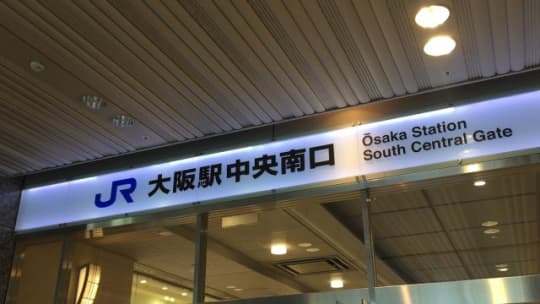 JR 大阪駅中央南口
Ōsaka Station
South Central Gate